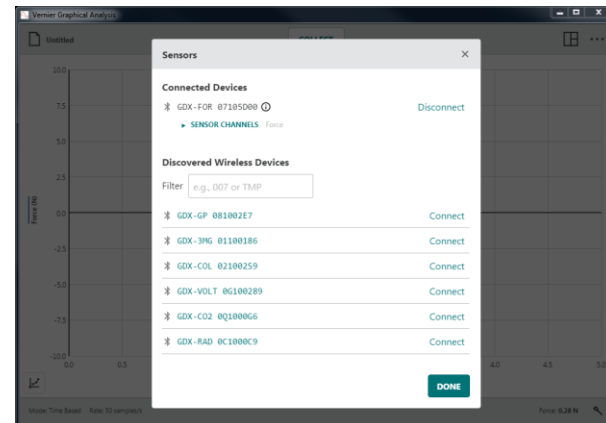 Vernier Graphical Analysis
Untitled
COLLECT
Sensors
Connected Devices
GDX-FOR 07105D00
Disconnect
SENSOR CHANNELS Force
Discovered Wireless Devices
Filter e.g., 007 or TMP
GDX-GP 081002E7 Connect
GDX-3MG 01100186 Connect
GDX-COL 02100259 Connect
GDX-VOLT 0G100289 Connect
GDX-CO2 0Q1000G6 Connect
GDX-RAD 0C1000C9 Connect
DONE
Force (N)
10.0
7.5
5.0
2.5
0.0
-2.5
-5.0
-7.5
-10.0
0.0 0.5 4.0 4.5 5.0
Mode: Time Based Rate: 50 samples/s Force: 0.28 N